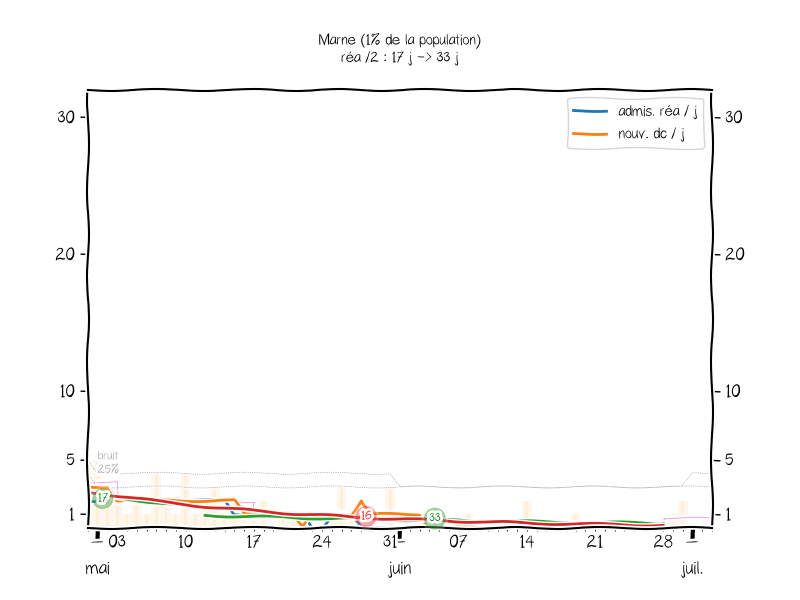 Marne (1% de la population)
réa /2 : 17 j -> 33 j
admis. réa / j
nouv. dc / j
30 30
20 20
10 10
5 5
1 1
bruit
25%
17 16 33
03 10 17 24 31 07 14 21 28
mai juin juil.